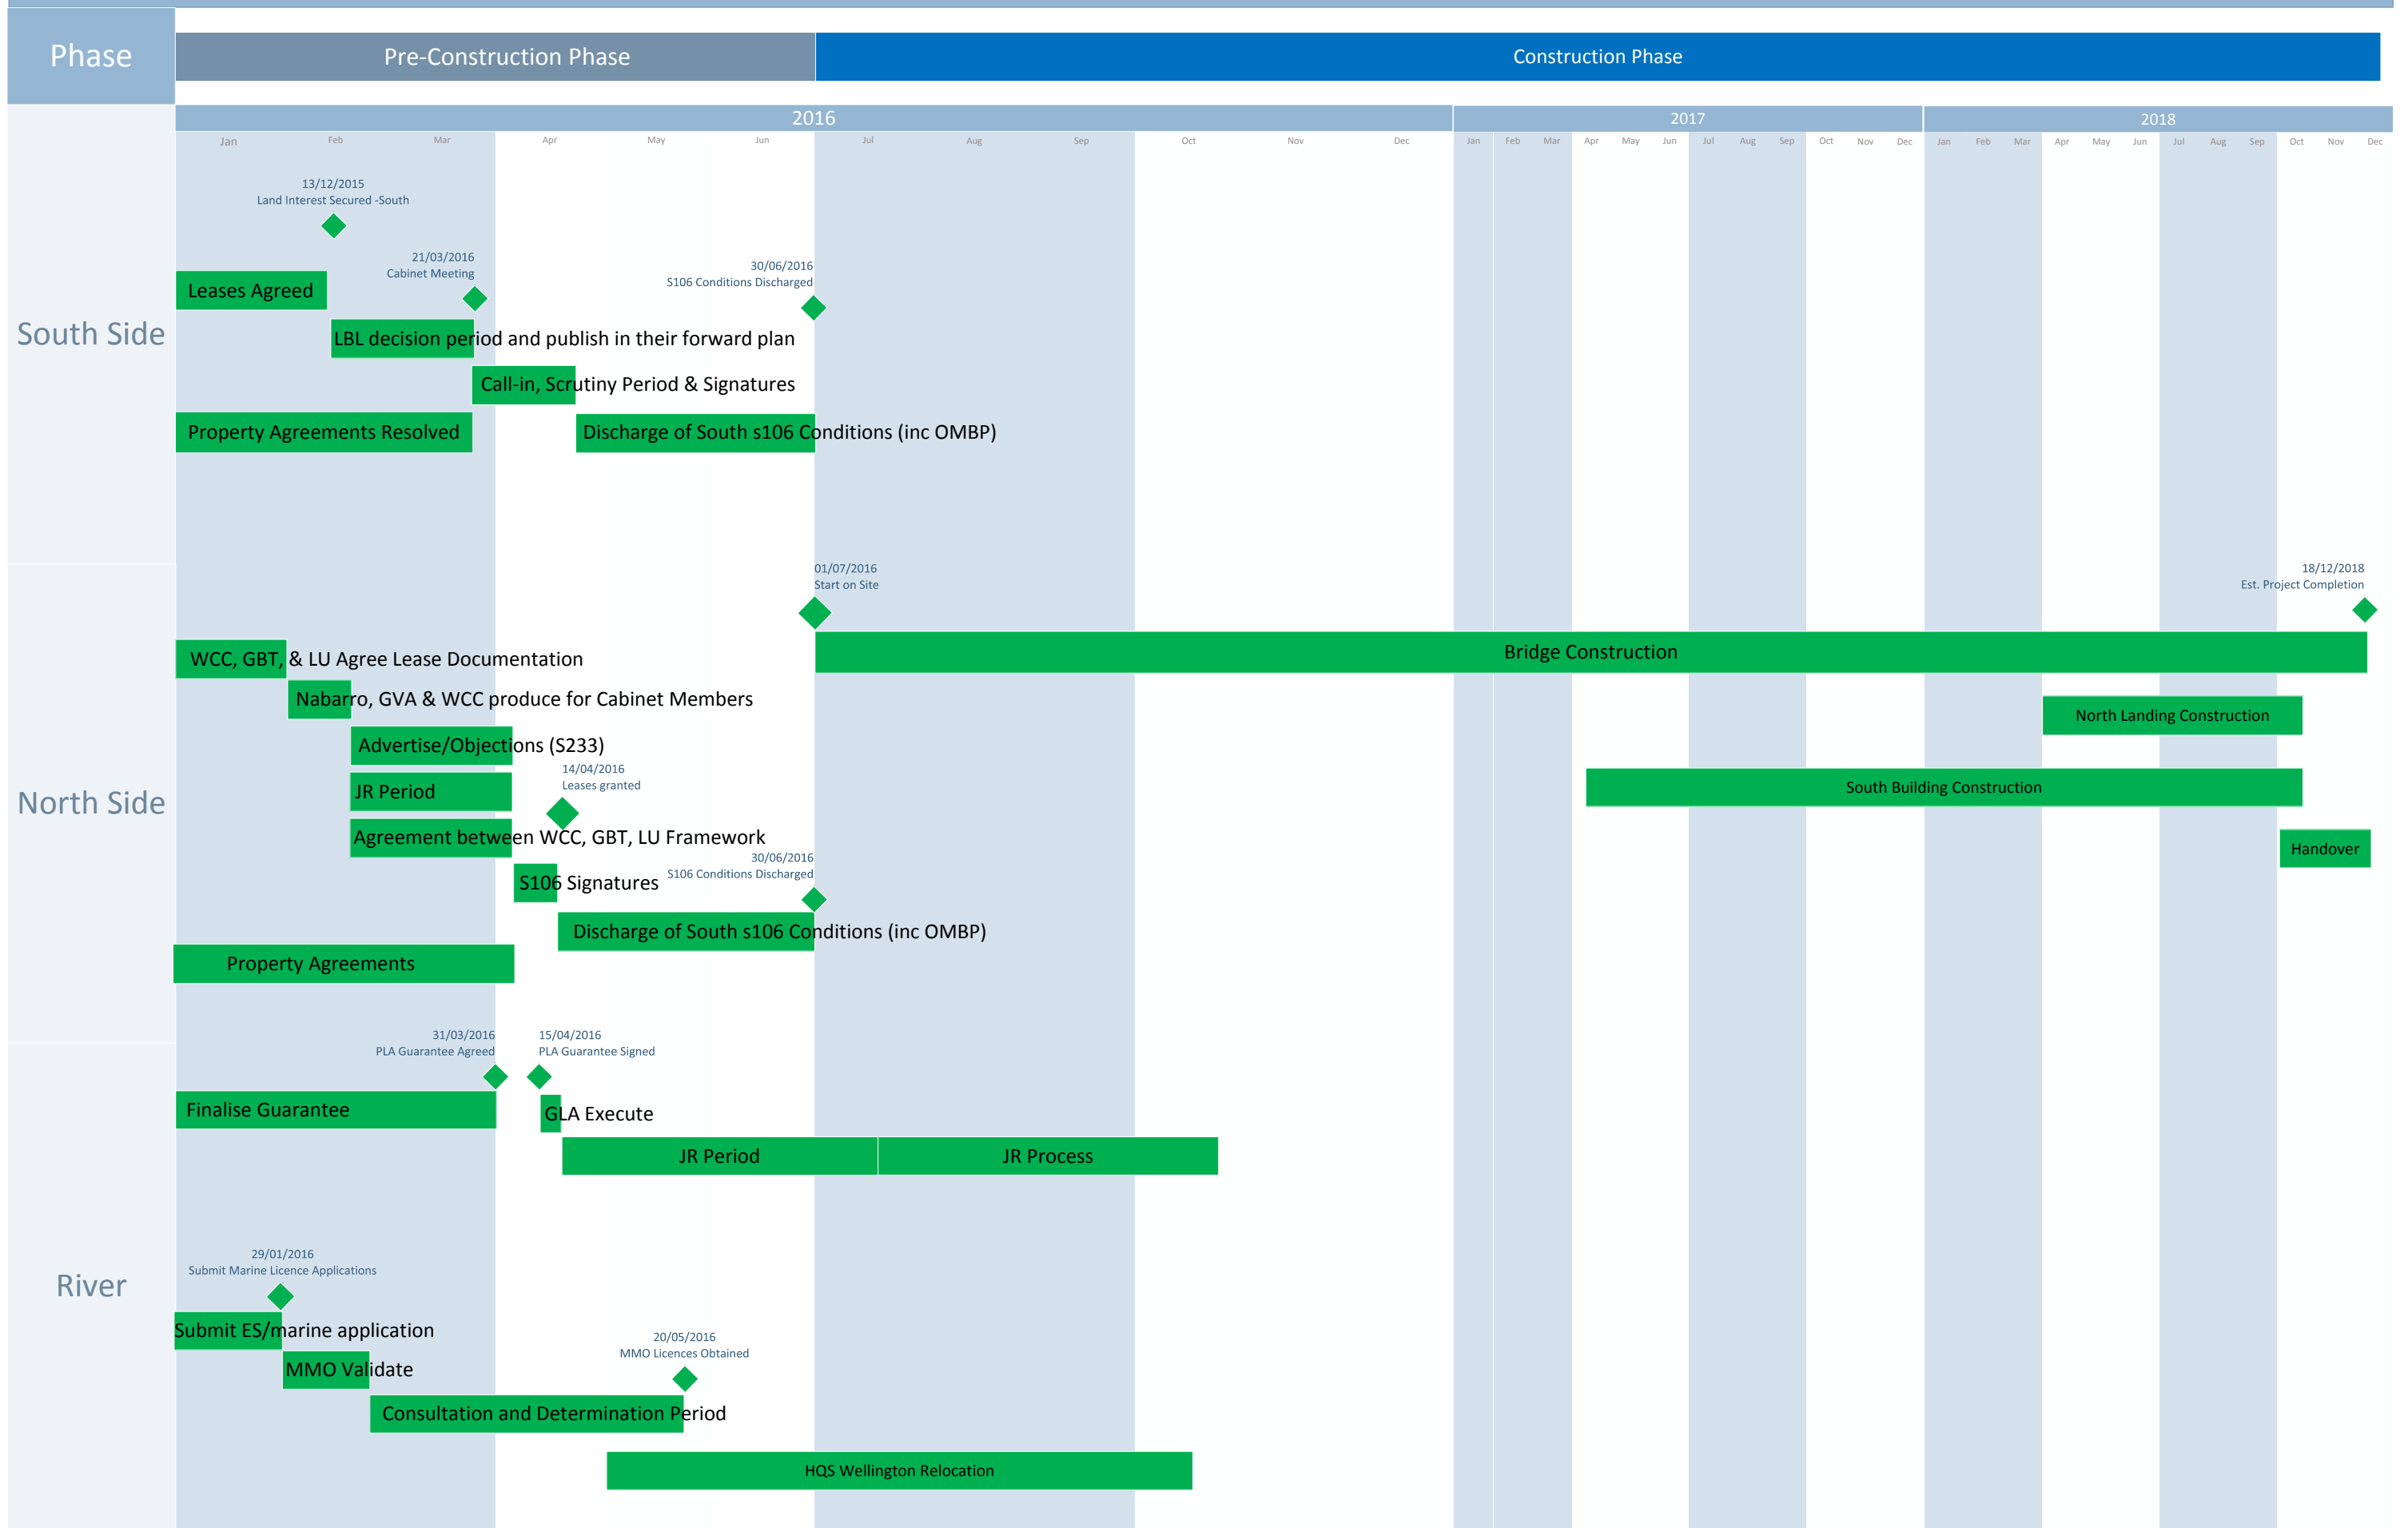 Phase
Pre-Construction Phase
Construction Phase
2016
2017
2018
Jan
Feb
Mar
Apr
May
Jun
Jul
Aug
Sep
Oct
Nov
Dec
Jan
Feb
Mar
Apr
May
Jun
Jul
Aug
Sep
Oct
Nov
Dec
Jan
Feb
Mar
Apr
May
Jun
Jul
Aug
Sep
Oct
Nov
Dec
South Side
13/12/2015
Land Interest Secured -South
21/03/2016
Cabinet Meeting
30/06/2016
S106 Conditions Discharged
Leases Agreed
LBL decision period and publish in their forward plan
Call-in, Scrutiny Period & Signatures
Property Agreements Resolved
Discharge of South s106 Conditions (inc OMBP)
North Side
01/07/2016
Start on Site
18/12/2018
Est. Project Completion
WCC, GBT, & LU Agree Lease Documentation
Bridge Construction
Nabarro, GVA & WCC produce for Cabinet Members
North Landing Construction
Advertise/Objections (S233)
14/04/2016
Leases granted
JR Period
South Building Construction
Agreement between WCC, GBT, LU Framework
Handover
30/06/2016
S106 Conditions Discharged
S106 Signatures
Discharge of South s106 Conditions (inc OMBP)
Property Agreements
River
31/03/2016
PLA Guarantee Agreed
15/04/2016
PLA Guarantee Signed
Finalise Guarantee
GLA Execute
JR Period
JR Process
29/01/2016
Submit Marine Licence Applications
Submit ES/marine application
20/05/2016
MMO Licences Obtained
MMO Validate
Consultation and Determination Period
HQS Wellington Relocation